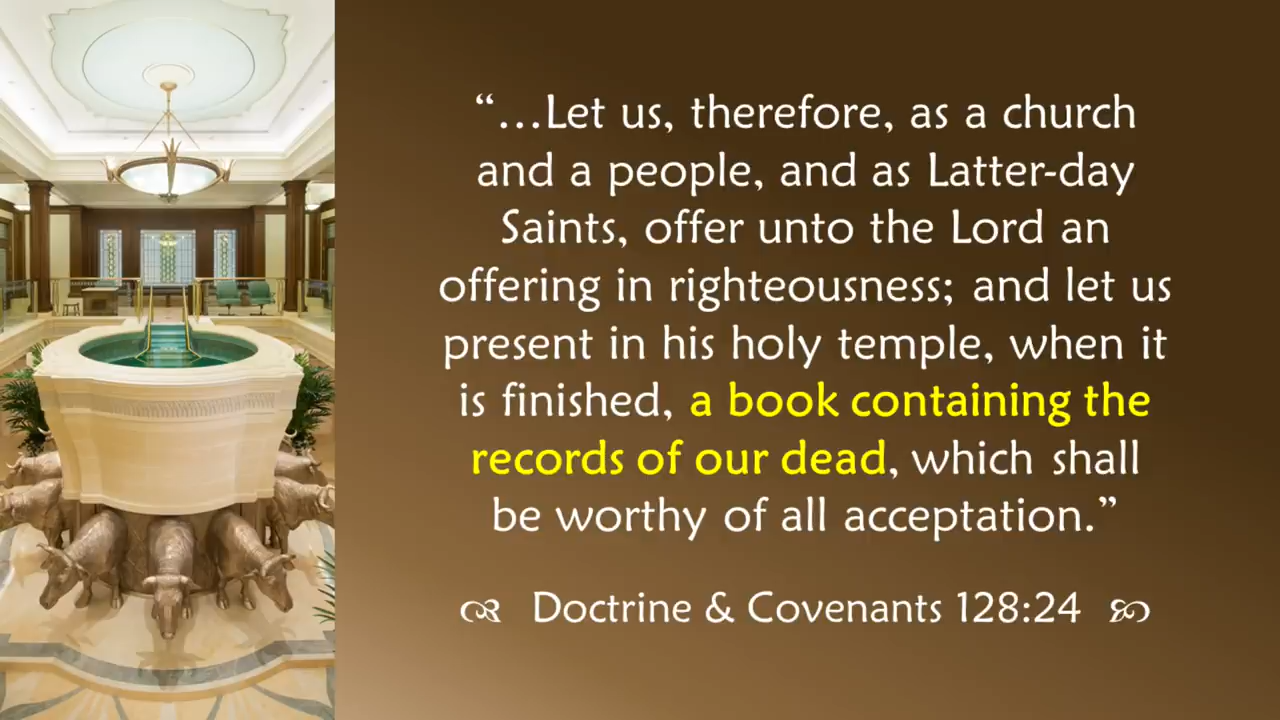 “...Let us, therefore, as a church
and a people, and as Latter-day
Saints, offer unto the Lord an
offering in righteousness; and let us
present in his holy temple, when it
is finished, a book containing the
records of our dead, which shall
be worthy of all acceptation.”
Doctrine & Covenants 128:24